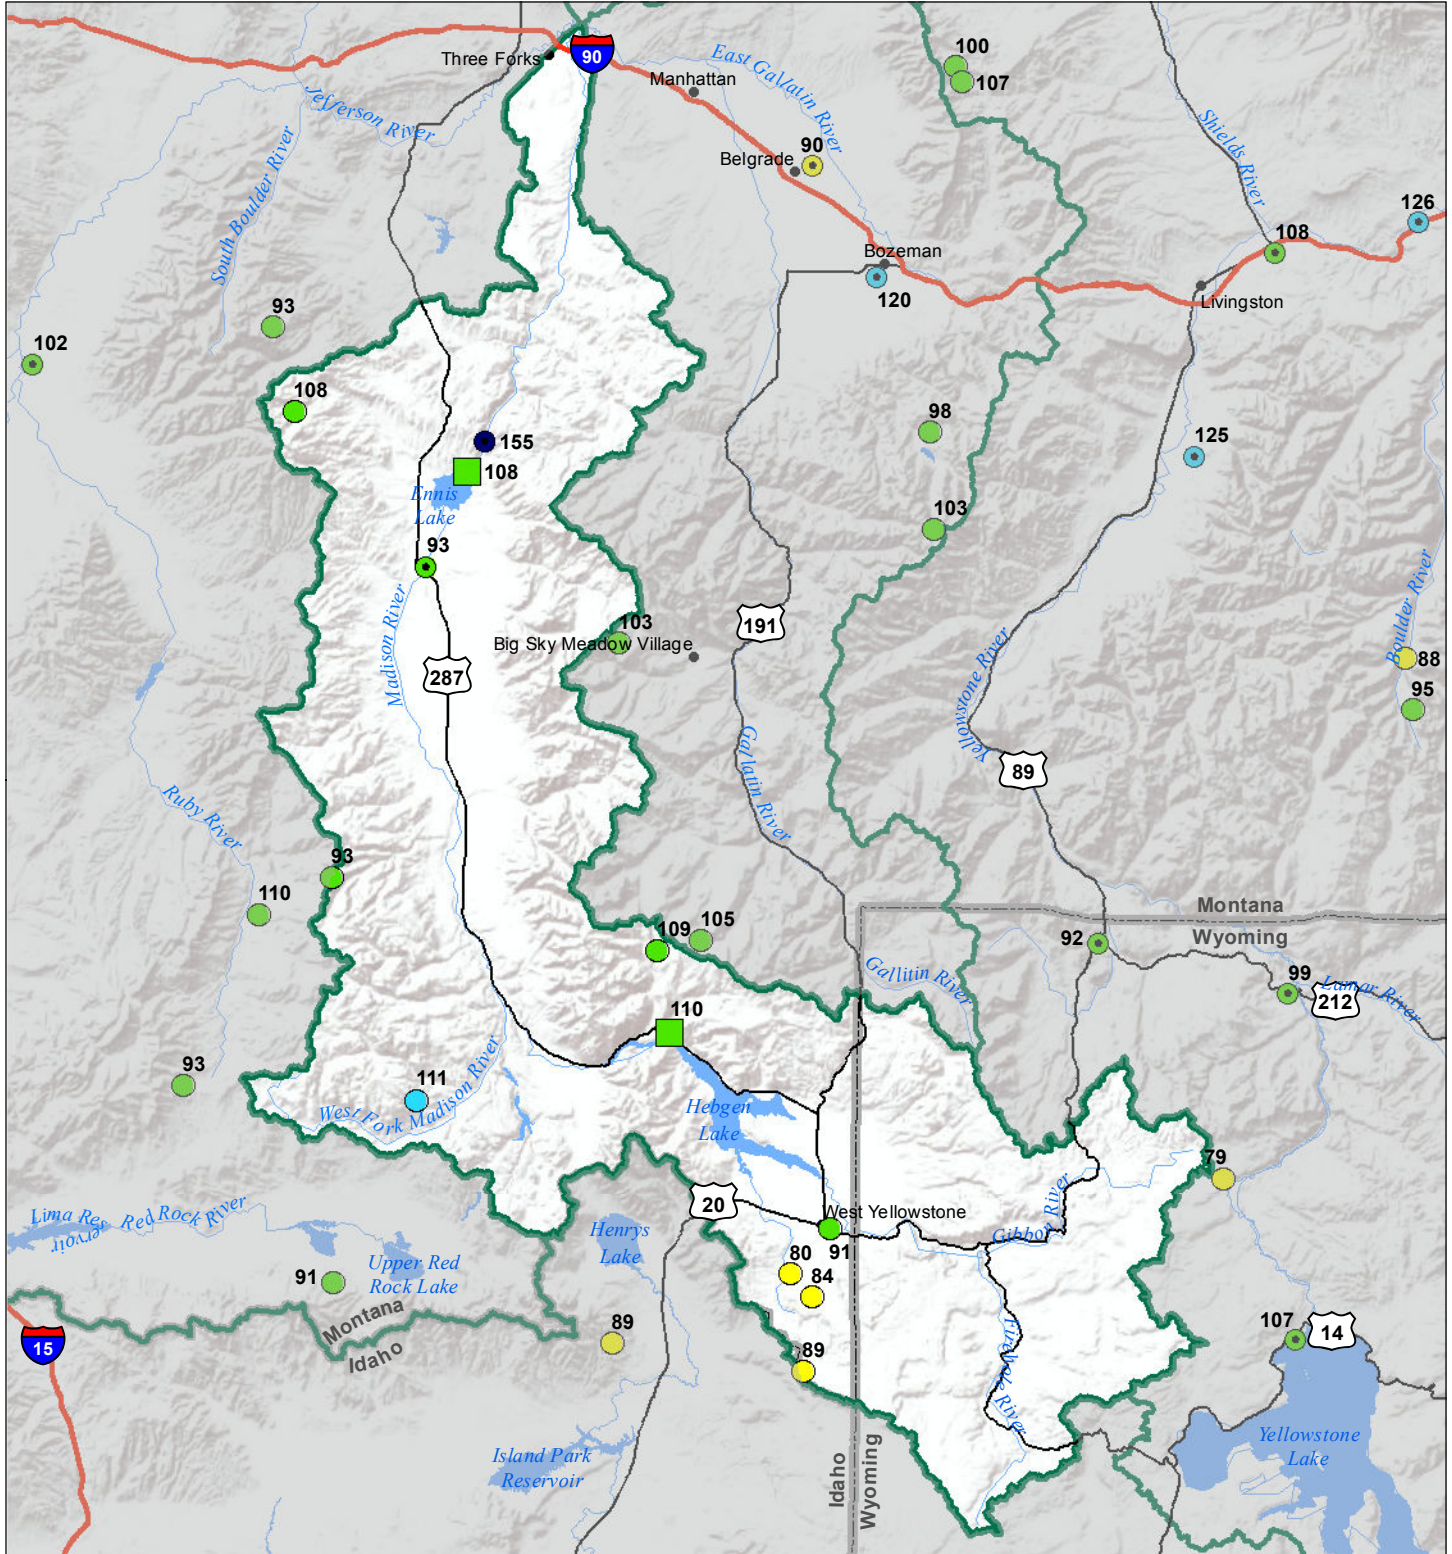 Three Forks
90
Manhattan
East Gallatin River
100
107
Jefferson River
South Boulder River
Belgrade
90
Shields River
126
108
Bozeman
120
Livingston
93
102
108
98
155
108
125
Ennis
Lake
103
93
Madison River
191
103
Big Sky Meadow Village
287
Boulder River
88
95
Yellowstone River
Gallatin River
89
Ruby River
93
110
Montana
Wyoming
109
105
92
Gallitin River
99
Lamar River
212
110
93
111
West Fork Madison River
Hebgen
Lake
79
20
West Yellowstone
Gibbon River
Lima Res
ervoir
Red Rock River
Henrys
Lake
91
80
84
Upper Red
Rock Lake
91
Montana
Idaho
89
89
15
Firehole River
107
14
Yellowstone
Lake
Island Park
Reservoir
Idaho
Wyoming